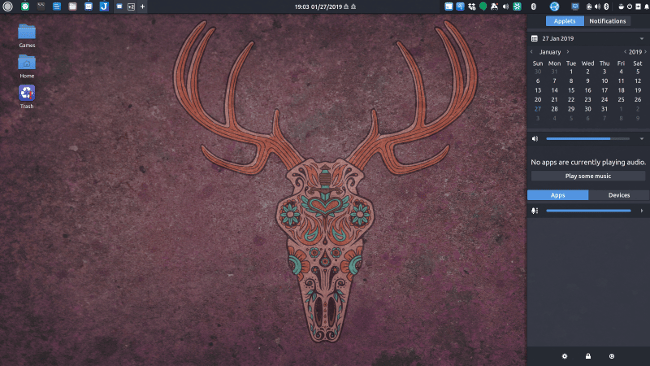 19:03 01/27/2019
Games
Home
Trash
Applets Notifications
27 Jan 2019
January 2019
Sun Mon Tue Wed Thu Fri Sat
30 31 1 2 3 4 5
6 7 8 9 10 11 12
13 14 15 16 17 18 19
20 21 22 23 24 25 26
27 28 29 30 31 1 2
3 4 5 6 7 8 9
No apps are currently playing audio.
Play some music
Apps Devices